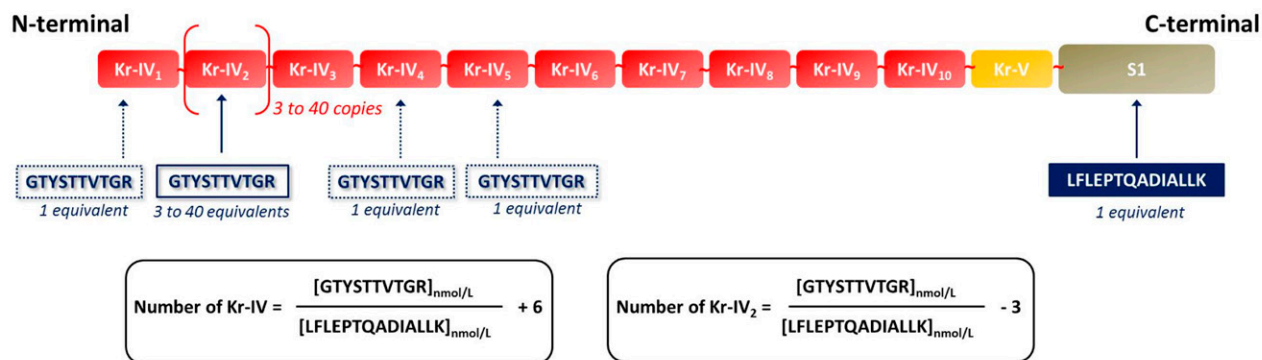 N-terminal C-terminal
Kr-IV1 Kr-IV2 Kr-IV3 Kr-IV4 Kr-IV5 Kr-IV6 Kr-IV7 Kr-IV8 Kr-IV9 Kr-IV10 Kr-V S1
3 to 40 copies
GTYSTTVTGR GTYSTTVTGR GTYSTTVTGR GTYSTTVTGR LFLEPTQADIALLK
1 equivalent 3 to 40 equivalents 1 equivalent 1 equivalent 1 equivalent
[GTYSTTVTGR]nmol/L
Number of Kr-IV = + 6
[LFLEPTQADIALLK]nmol/L
[GTYSTTVTGR]nmol/L
Number of Kr-IV2 = - 3
[LFLEPTQADIALLK]nmol/L